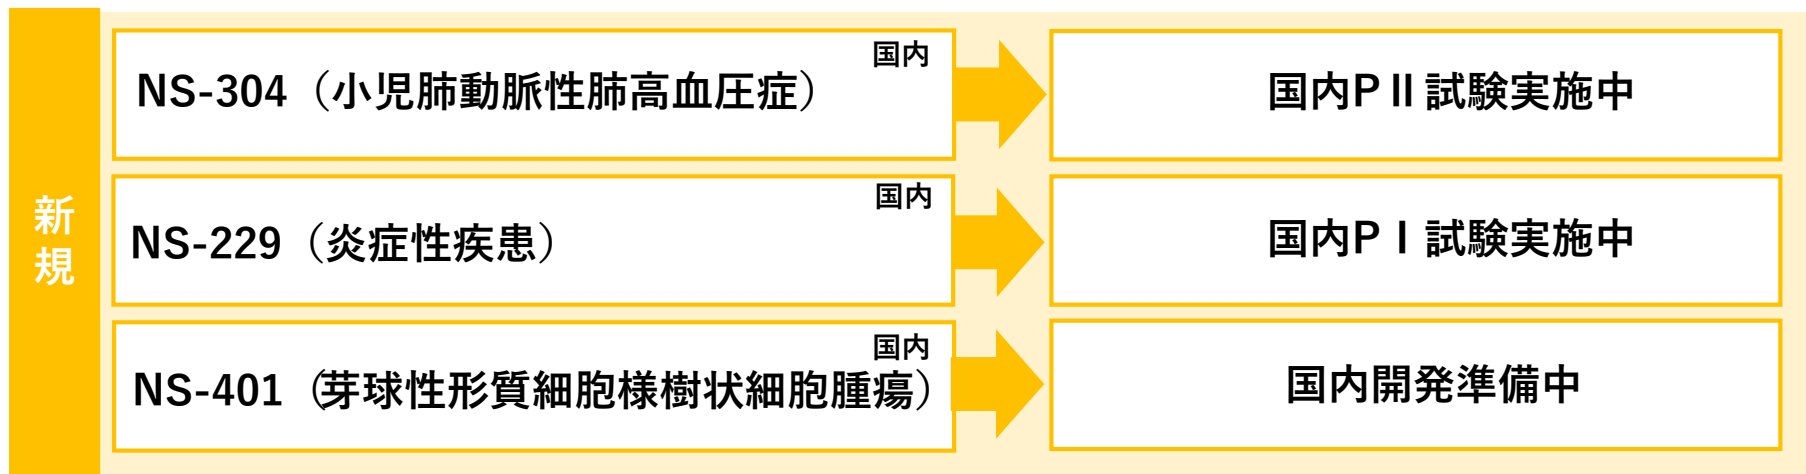 新規
国内
NS-304（小児肺動脈性肺高血圧症）
国内PⅡ試験実施中
国内
NS-229（炎症性疾患）
国内PⅠ試験実施中
国内
NS-401（芽球性形質細胞様樹状細胞腫瘍）
国内開発準備中